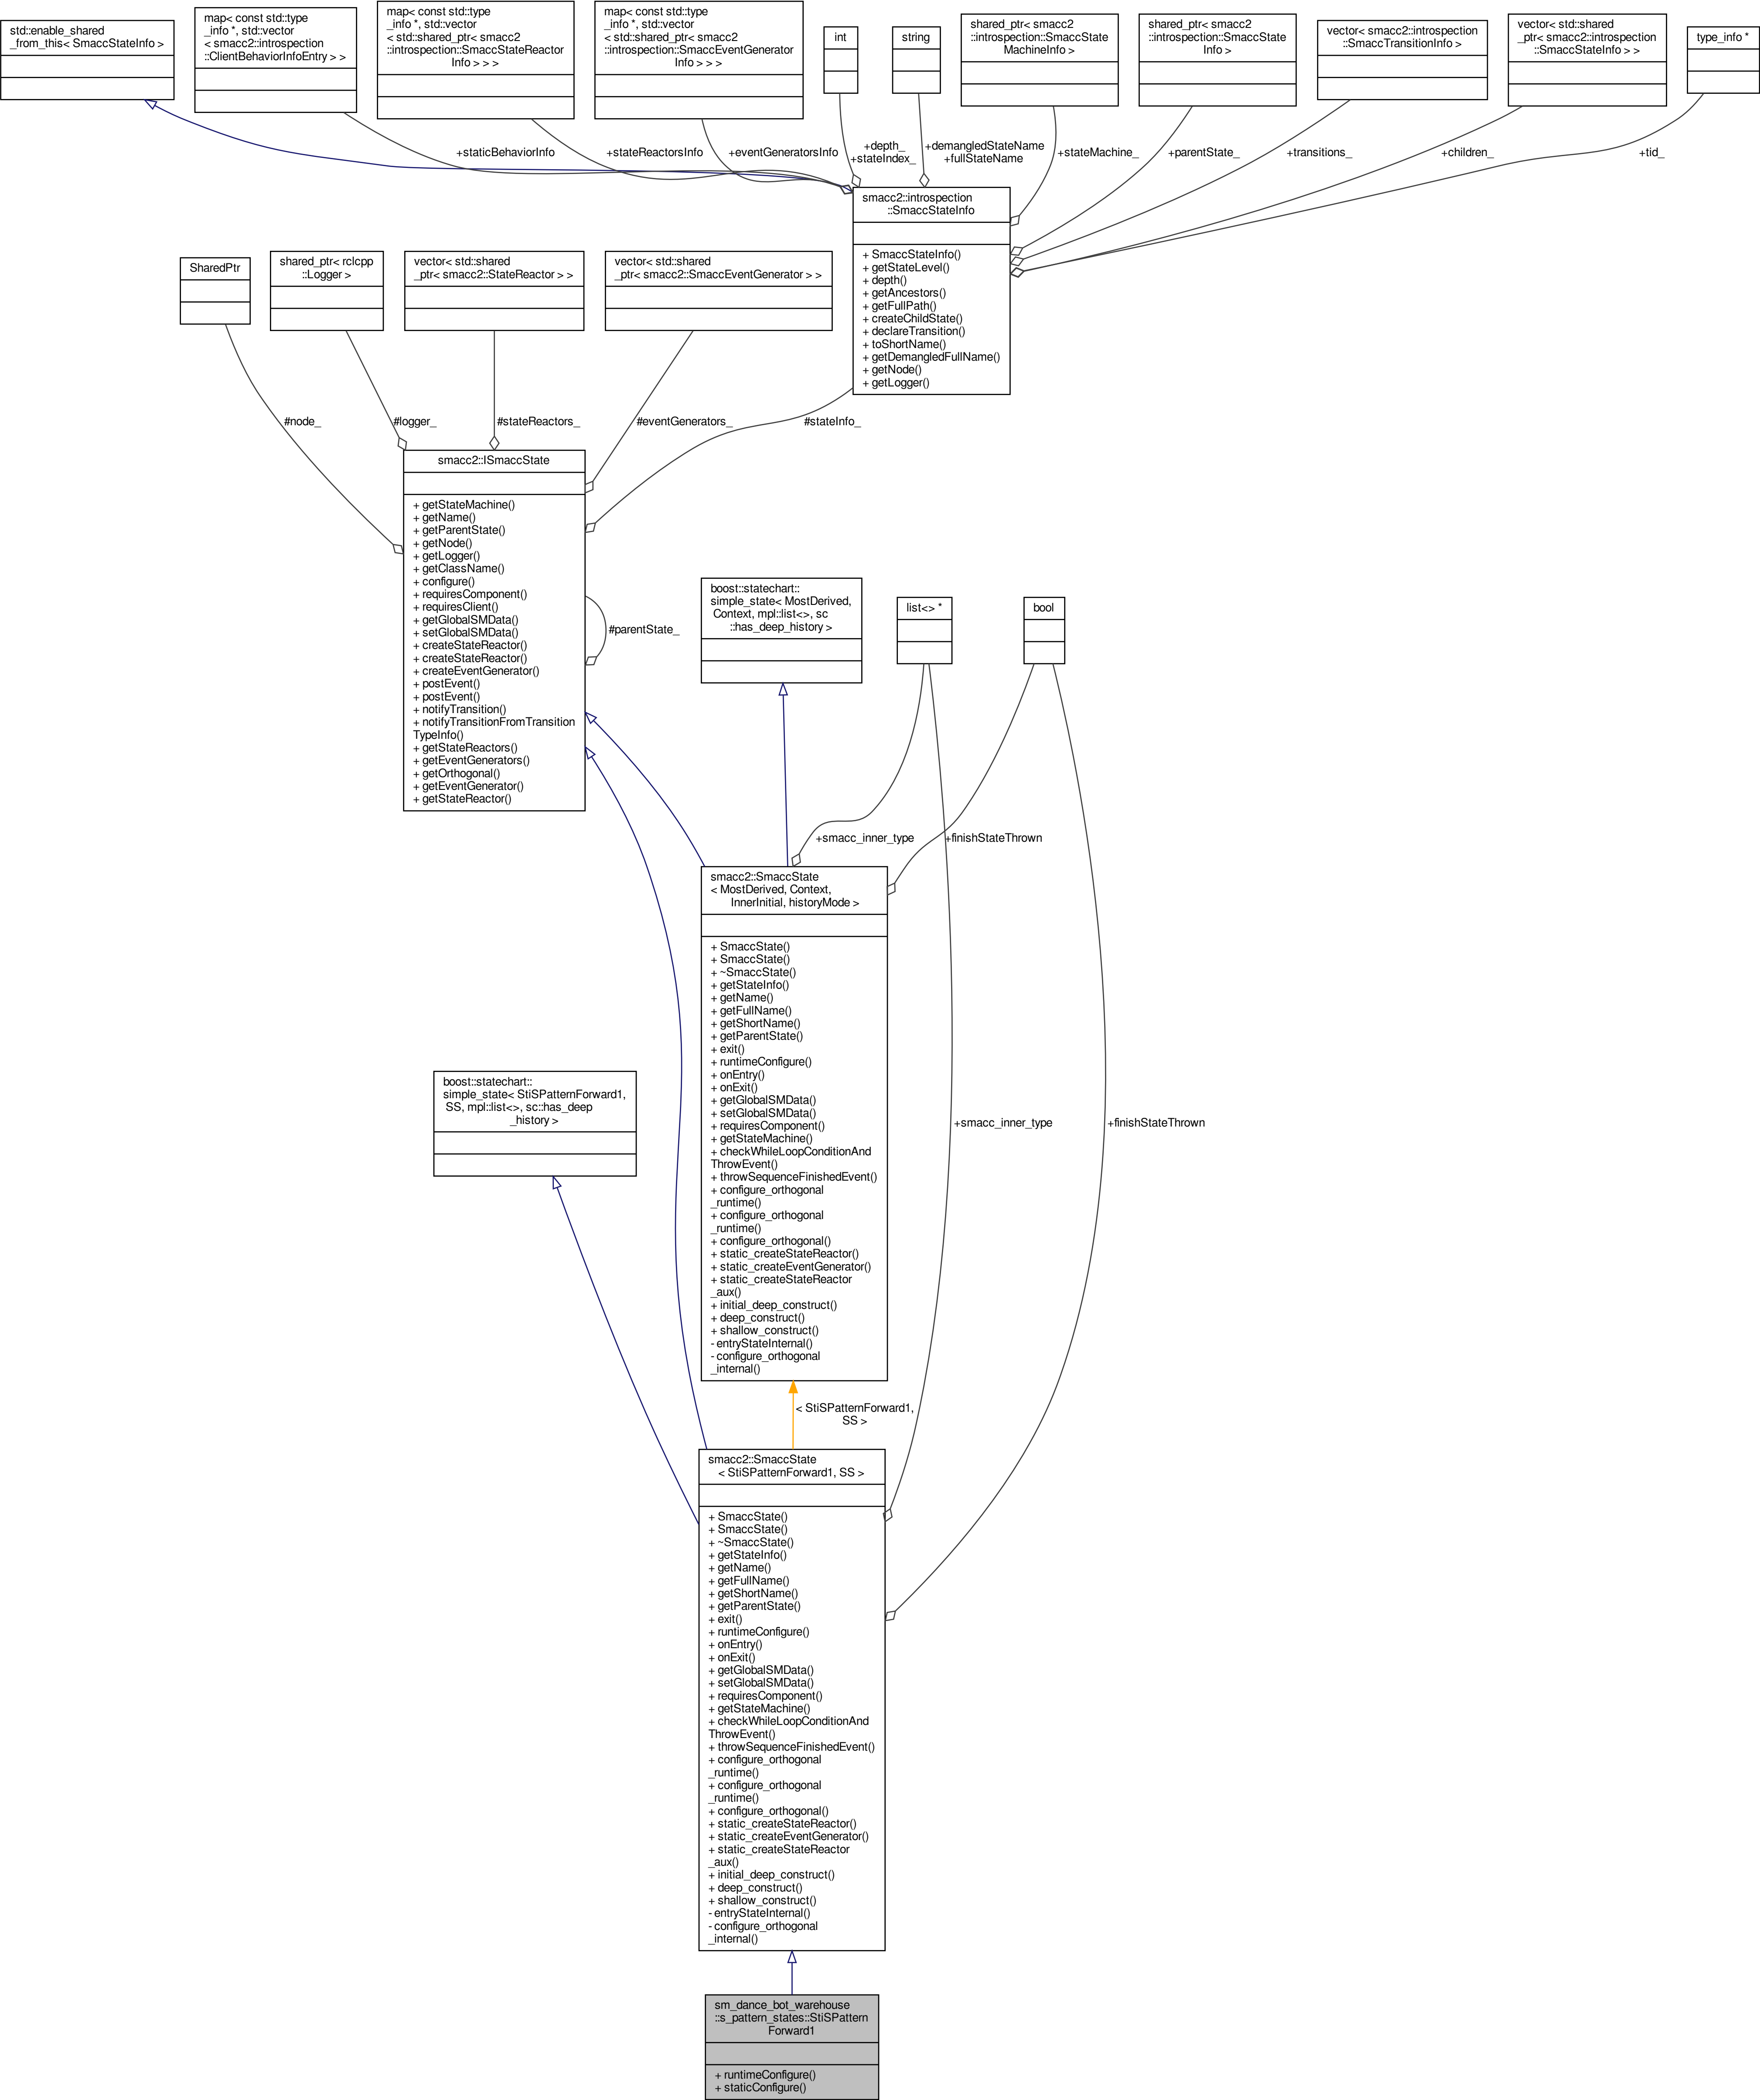 std::enable_shared
_from_this< SmaccStateInfo >
map< const std::type
_info *, std::vector
< smacc2::introspection
::ClientBehaviorInfoEntry > >
map< const std::type
_info *, std::vector
< std::shared_ptr< smacc2
::introspection::SmaccStateReactor
Info > > >
map< const std::type
_info *, std::vector
< std::shared_ptr< smacc2
::introspection::SmaccEventGenerator
Info > > >
int
string
shared_ptr< smacc2
::introspection::SmaccState
MachineInfo >
shared_ptr< smacc2
::introspection::SmaccState
Info >
vector< smacc2::introspection
::SmaccTransitionInfo >
vector< std::shared
_ptr< smacc2::introspection
::SmaccStateInfo > >
type_info *
+staticBehaviorInfo
+stateReactorsInfo
+eventGeneratorsInfo
+depth_
+stateIndex_
+demangledStateName
+fullStateName
+stateMachine_
+parentState_
+transitions_
+children_
+tid_
smacc2::introspection
::SmaccStateInfo
+ SmaccStateInfo()
+ getStateLevel()
+ depth()
+ getAncestors()
+ getFullPath()
+ createChildState()
+ declareTransition()
+ toShortName()
+ getDemangledFullName()
+ getNode()
+ getLogger()
SharedPtr
shared_ptr< rclcpp
::Logger >
vector< std::shared
_ptr< smacc2::StateReactor > >
vector< std::shared
_ptr< smacc2::SmaccEventGenerator > >
#node_
#logger_
#stateReactors_
#eventGenerators_
#stateInfo_
smacc2::ISmaccState
+ getStateMachine()
+ getName()
+ getParentState()
+ getNode()
+ getLogger()
+ getClassName()
+ configure()
+ requiresComponent()
+ requiresClient()
+ getGlobalSMData()
+ setGlobalSMData()
+ createStateReactor()
+ createStateReactor()
+ createEventGenerator()
+ postEvent()
+ postEvent()
+ notifyTransition()
+ notifyTransitionFromTransition
TypeInfo()
+ getStateReactors()
+ getEventGenerators()
+ getOrthogonal()
+ getEventGenerator()
+ getStateReactor()
#parentState_
boost::statechart::
simple_state< MostDerived,
Context, mpl::list<>, sc
::has_deep_history >
list<> *
bool
+smacc_inner_type
+finishStateThrown
smacc2::SmaccState
< MostDerived, Context,
InnerInitial, historyMode >
+ SmaccState()
+ SmaccState()
+ ~SmaccState()
+ getStateInfo()
+ getName()
+ getFullName()
+ getShortName()
+ getParentState()
+ exit()
+ runtimeConfigure()
+ onEntry()
+ onExit()
+ getGlobalSMData()
+ setGlobalSMData()
+ requiresComponent()
+ getStateMachine()
+ checkWhileLoopConditionAnd
ThrowEvent()
+ throwSequenceFinishedEvent()
+ configure_orthogonal
_runtime()
+ configure_orthogonal
_runtime()
+ configure_orthogonal()
+ static_createStateReactor()
+ static_createEventGenerator()
+ static_createStateReactor
_aux()
+ initial_deep_construct()
+ deep_construct()
+ shallow_construct()
- entryStateInternal()
- configure_orthogonal
_internal()
boost::statechart::
simple_state< StiSPatternForward1,
SS, mpl::list<>, sc::has_deep
_history >
+smacc_inner_type
+finishStateThrown
< StiSPatternForward1,
SS >
smacc2::SmaccState
< StiSPatternForward1, SS >
+ SmaccState()
+ SmaccState()
+ ~SmaccState()
+ getStateInfo()
+ getName()
+ getFullName()
+ getShortName()
+ getParentState()
+ exit()
+ runtimeConfigure()
+ onEntry()
+ onExit()
+ getGlobalSMData()
+ setGlobalSMData()
+ requiresComponent()
+ getStateMachine()
+ checkWhileLoopConditionAnd
ThrowEvent()
+ throwSequenceFinishedEvent()
+ configure_orthogonal
_runtime()
+ configure_orthogonal
_runtime()
+ configure_orthogonal()
+ static_createStateReactor()
+ static_createEventGenerator()
+ static_createStateReactor
_aux()
+ initial_deep_construct()
+ deep_construct()
+ shallow_construct()
- entryStateInternal()
- configure_orthogonal
_internal()
sm_dance_bot_warehouse
::s_pattern_states::StiSPattern
Forward1
+ runtimeConfigure()
+ staticConfigure()